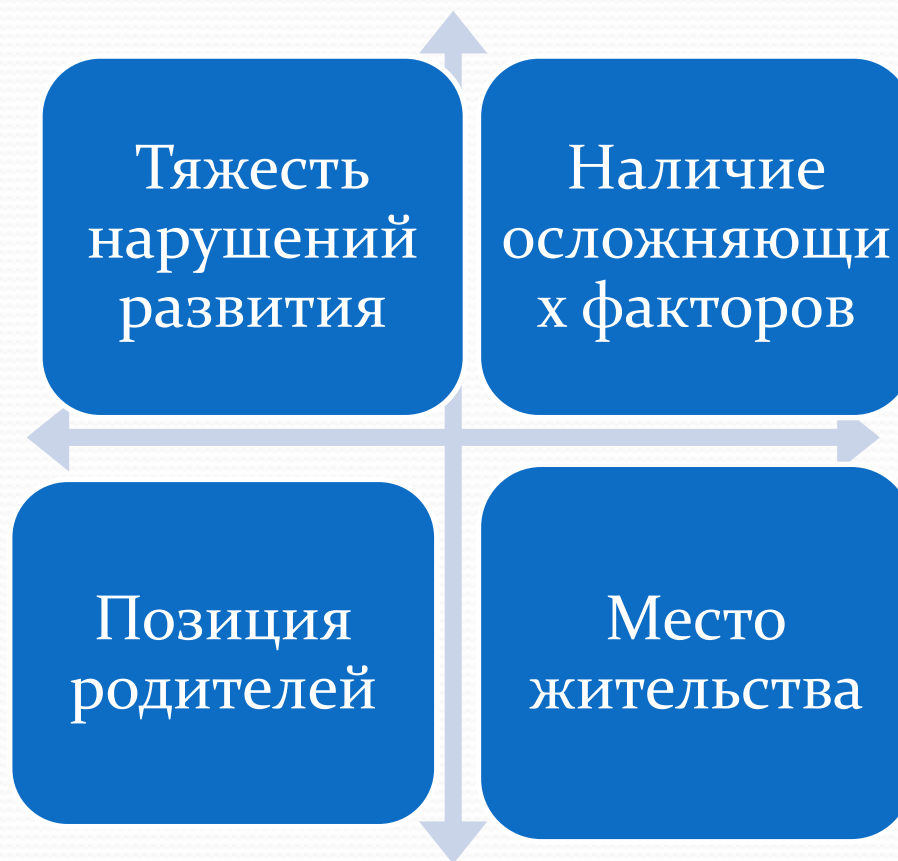 Тяжесть
нарушений
развития
Наличие
осложняющи
х факторов
Позиция
родителей
Место
жительства